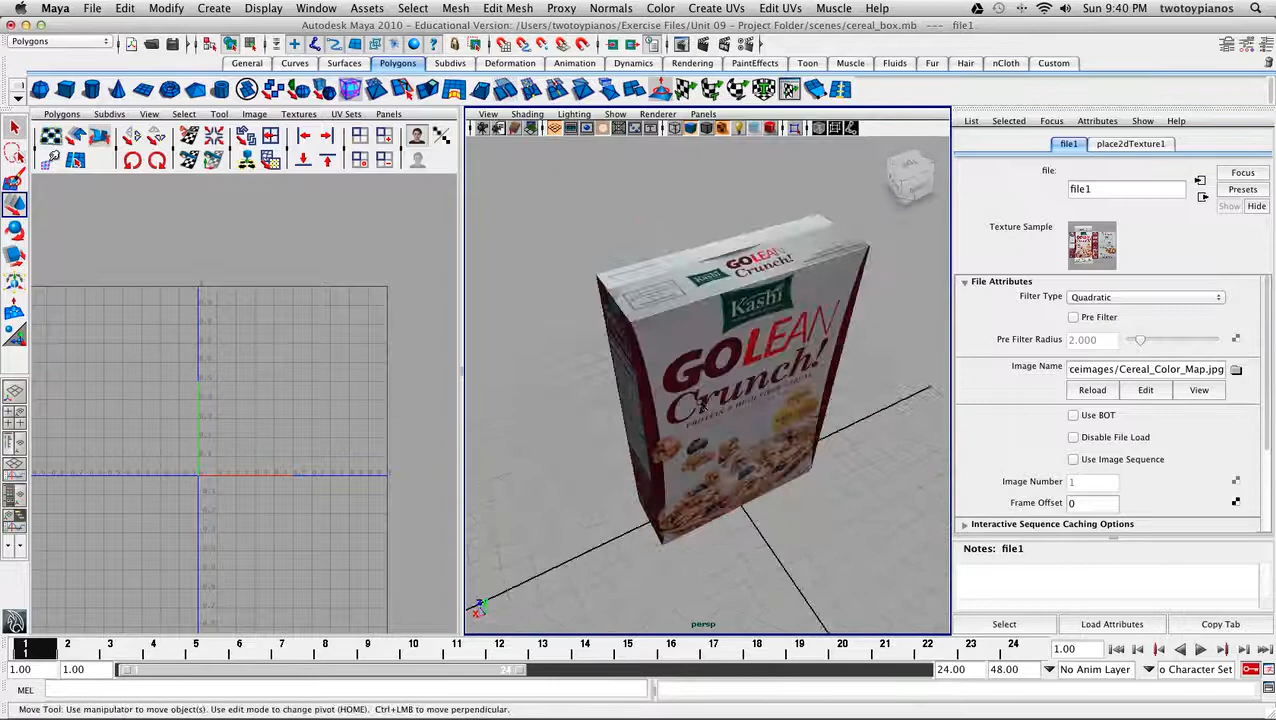 Maya File Edit Modify Create Display Window Assets Select Mesh Edit Mesh Proxy Normals Color Create UVs Edit UVs Muscle Help Sun 9:40 PM twotoypianos
Autodesk Maya 2010 - Educational Version: /Users/twotoypianos/Exercise Files/Unit 09 - Project Folder/scenes/cereal_box.mb --- file1
Polygons
General Curves Surfaces Polygons Subdivs Deformation Animation Dynamics Rendering PaintEffects Toon Muscle Fluids Fur Hair nCloth Custom
Polygons Subdivs View Select Tool Image Textures UV Sets Panels
View Shading Lighting Show Renderer Panels
List Selected Focus Attributes Show Help
file1 place2dTexture1
file: file1
Focus
Presets
Show Hide
Texture Sample
File Attributes
Filter Type Quadratic
Pre Filter
Pre Filter Radius 2.000
Image Name ceimages/Cereal_Color_Map.jpg
Reload Edit View
Use BOT
Disable File Load
Use Image Sequence
Image Number 1
Frame Offset 0
Interactive Sequence Caching Options
Notes: file1
Select Load Attributes Copy Tab
Kashi
GOLEAN
Crunch!
Kashi
GOLEAN
Crunch!
persp
1 2 3 4 5 6 7 8 9 10 11 12 13 14 15 16 17 18 19 20 21 22 23 24 1.00
1.00 1.00 1 24 24.00 48.00 No Anim Layer o Character Set
MEL
Move Tool: Use manipulator to move object(s). Use edit mode to change pivot (HOME). Ctrl+LMB to move perpendicular.